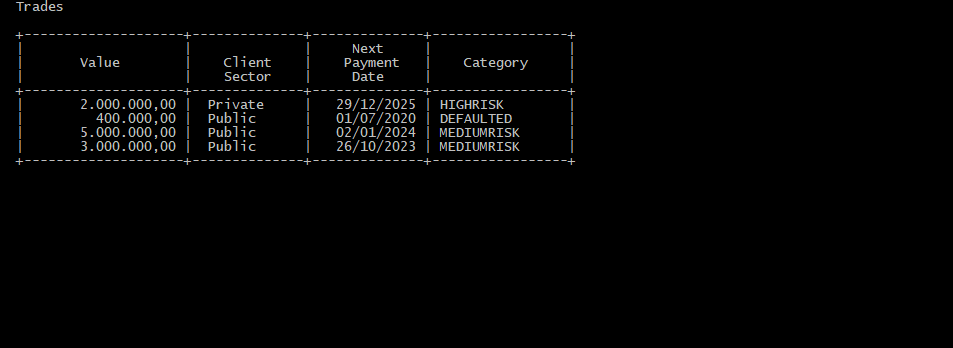 Trades
+--------------------+--------------+--------------+-----------------+
|                    |              |     Next     |                 |
|       Value        |    Client    |    Payment   |    Category     |
|                    |    Sector    |     Date     |                 |
+--------------------+--------------+--------------+-----------------+
|       2.000.000,00 |  Private     |   29/12/2025 | HIGHRISK        |
|         400.000,00 |  Public      |   01/07/2020 | DEFAULTED       |
|       5.000.000,00 |  Public      |   02/01/2024 | MEDIUMRISK      |
|       3.000.000,00 |  Public      |   26/10/2023 | MEDIUMRISK      |
+--------------------+--------------+--------------+-----------------+